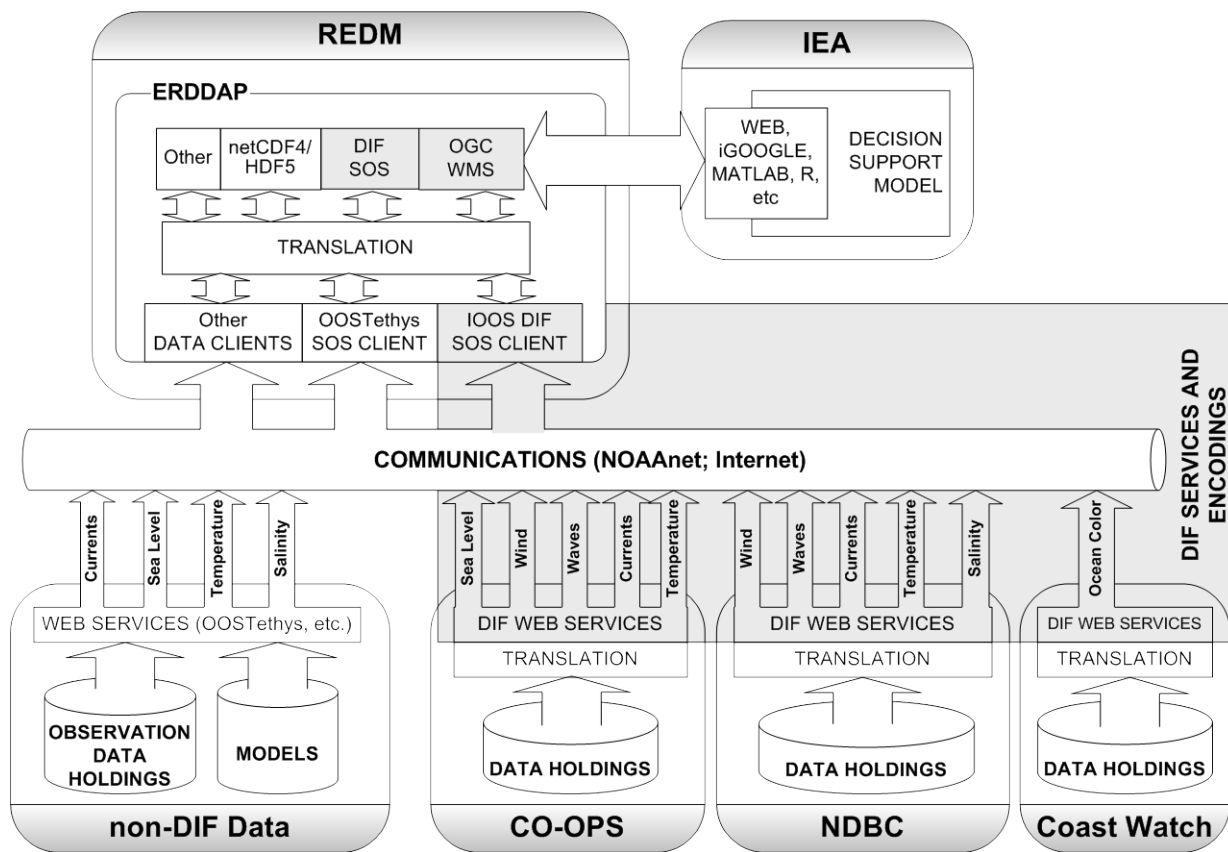 REDM
IEA
ERDDAP
Other
netCDF4/
HDF5
DIF
SOS
OGC
WMS
WEB,
iGOOGLE,
MATLAB, R,
etc
DECISION
SUPPORT
MODEL
TRANSLATION
Other
DATA CLIENTS
OOSTethys
SOS CLIENT
IOOS DIF
SOS CLIENT
DIF SERVICES AND
ENCODINGS
COMMUNICATIONS (NOAAnet; Internet)
Currents
Sea Level
Temperature
Salinity
Sea Level
Wind
Waves
Currents
Temperature
Wind
Waves
Currents
Temperature
Salinity
Ocean Color
WEB SERVICES (OOSTethys, etc.)
DIF WEB SERVICES
DIF WEB SERVICES
DIF WEB SERVICES
TRANSLATION
TRANSLATION
TRANSLATION
OBSERVATION
DATA
HOLDINGS
MODELS
DATA HOLDINGS
DATA HOLDINGS
DATA HOLDINGS
non-DIF Data
CO-OPS
NDBC
Coast Watch